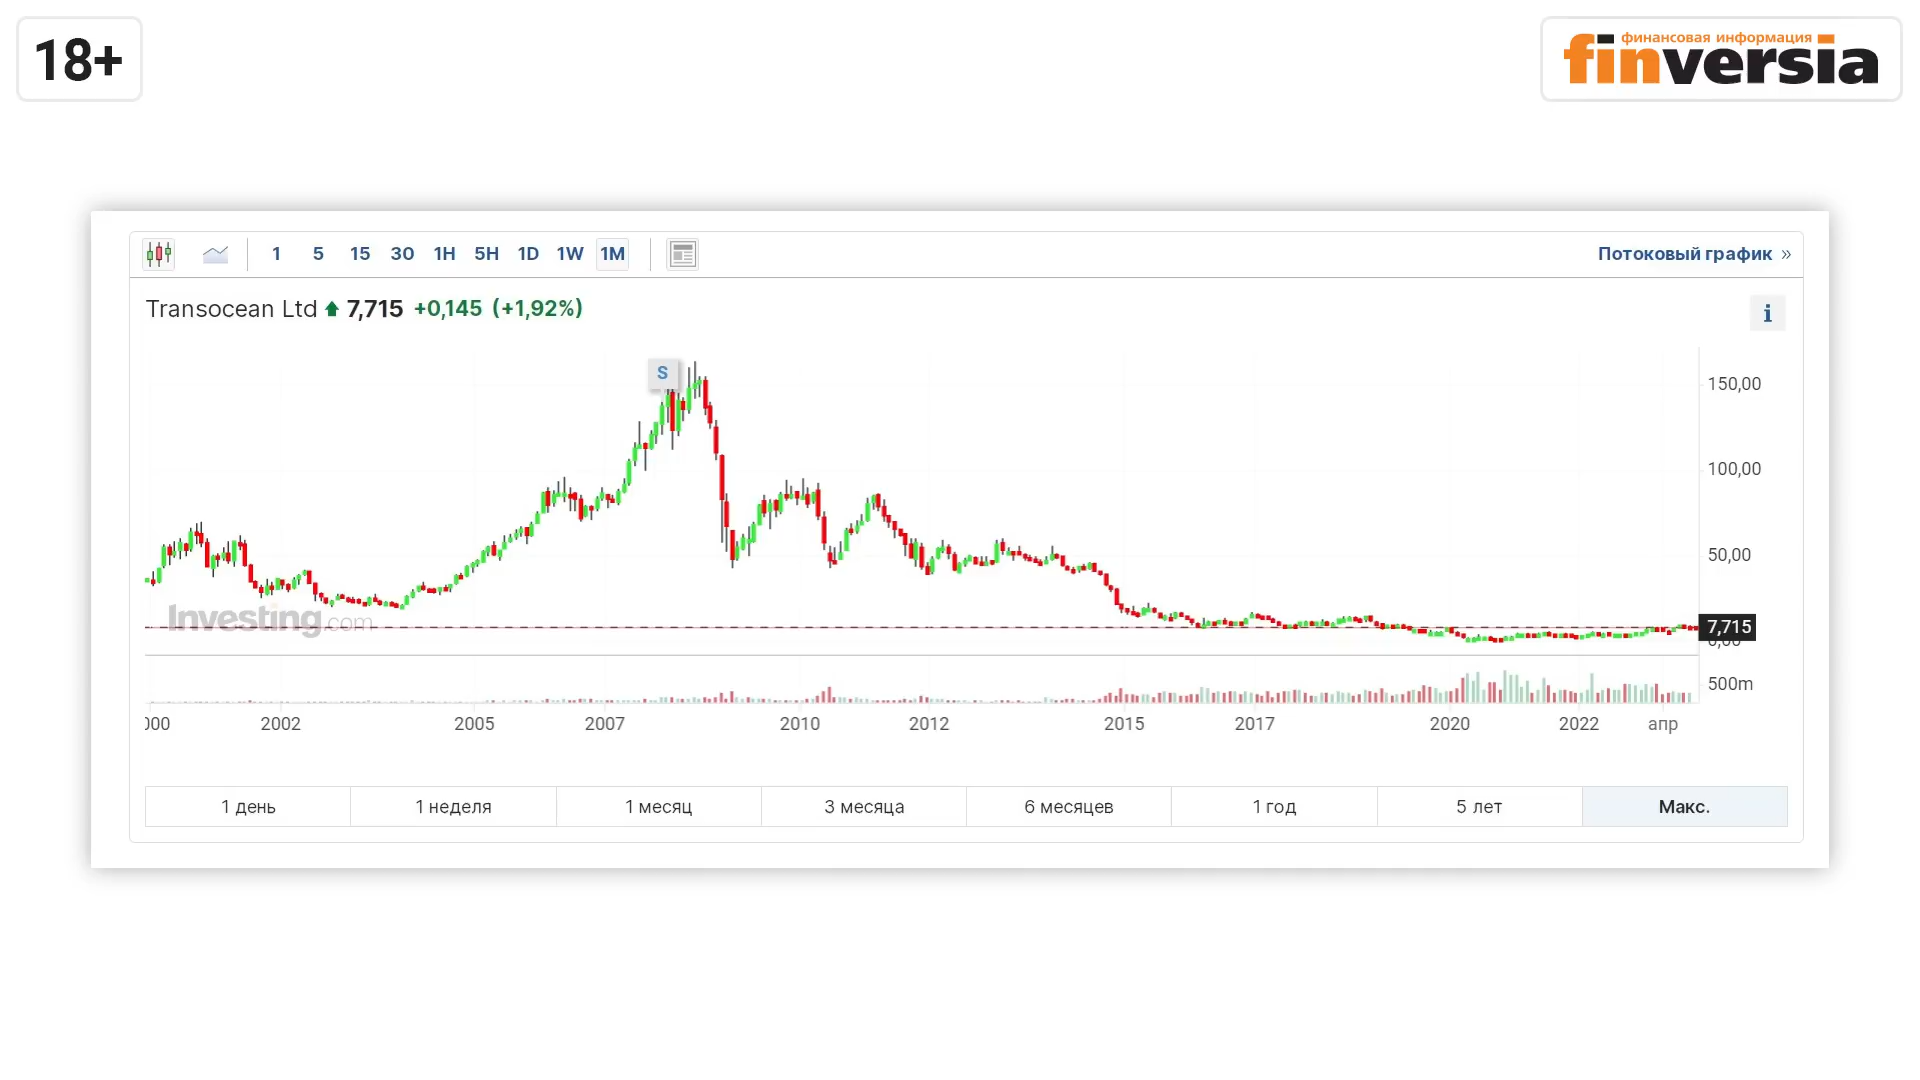 18+
финансовая информация
finversia
1 5 15 30 1H 5H 1D 1W 1M
Потоковый график »
Transocean Ltd 7,715 +0,145 (+1,92%)
i
S
150,00
100,00
50,00
7,715
0,00
Investing.com
500m
000 2002 2005 2007 2010 2012 2015 2017 2020 2022 апр
1 день 1 неделя 1 месяц 3 месяца 6 месяцев 1 год 5 лет Макс.